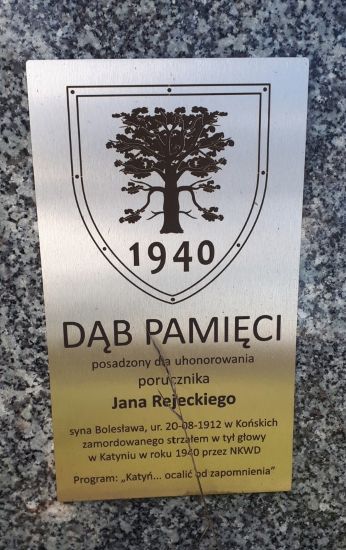 1940
DĄB PAMIĘCI
posadzony dla uhonorowania
porucznika
Jana Rejeckiego
syna Bolesława, ur. 20-08-1912 w Końskich
zamordowanego strzałem w tył głowy
w Katyniu w roku 1940 przez NKWD
Program: „Katyń... ocalić od zapomnienia”